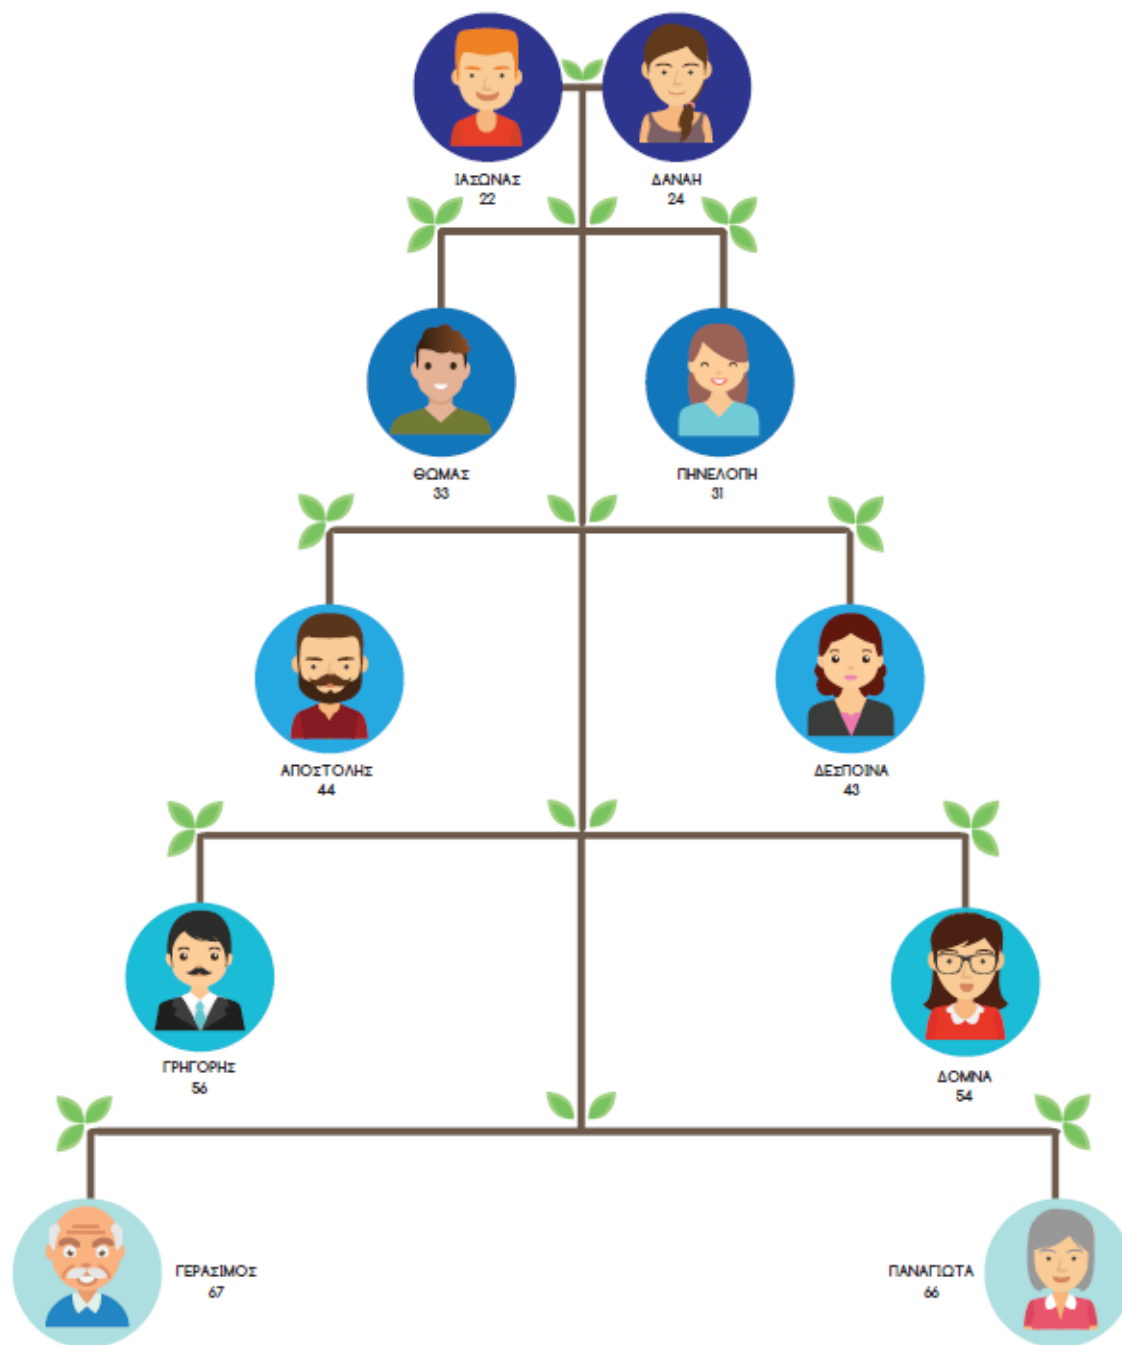 ΙΑΣΩΝΑΣ
22
ΔΑΝΑΗ
24
ΘΩΜΑΣ
33
ΠΗΝΕΛΟΠΗ
31
ΑΠΟΣΤΟΛΗΣ
44
ΔΕΣΠΟΙΝΑ
43
ΓΡΗΓΟΡΗΣ
56
ΔΟΜΝΑ
54
ΓΕΡΑΣΙΜΟΣ
67
ΠΑΝΑΓΙΩΤΑ
66